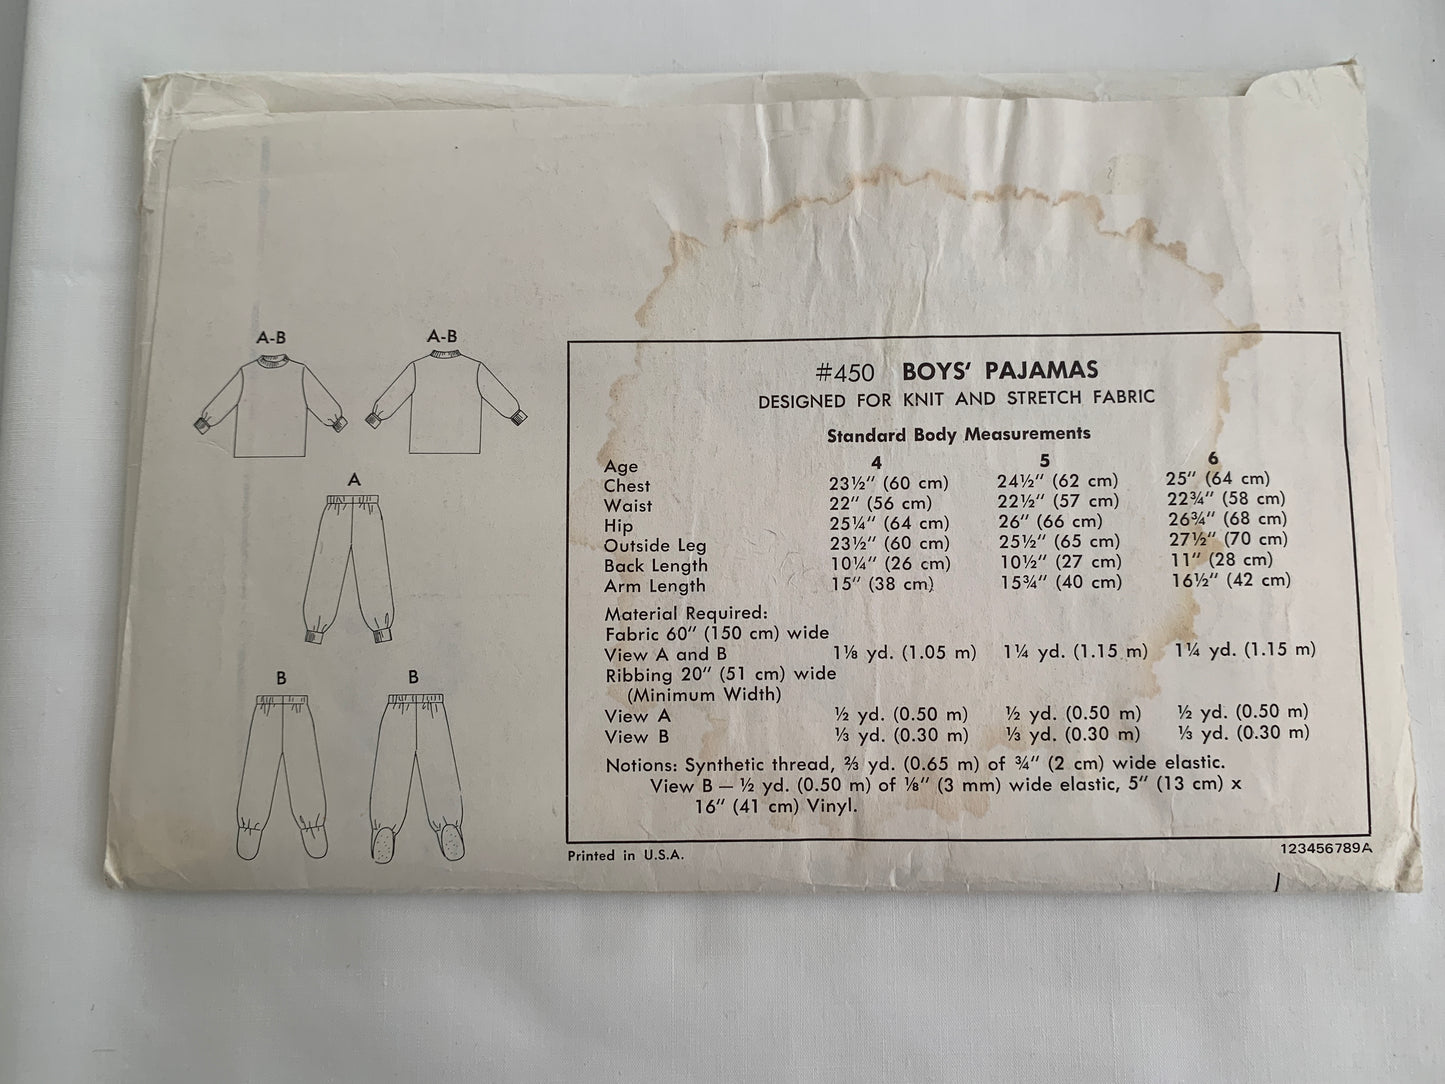 A-B
A-B
A
B
B
#450 BOYS' PAJAMAS
DESIGNED FOR KNIT AND STRETCH FABRIC
Standard Body Measurements
Age 4 5 6
Chest 23½" (60 cm) 24½" (62 cm) 25" (64 cm)
Waist 22" (56 cm) 22½" (57 cm) 22¾" (58 cm)
Hip 25¼" (64 cm) 26" (66 cm) 26¾" (68 cm)
Outside Leg 23½" (60 cm) 25½" (65 cm) 27½" (70 cm)
Back Length 10¼" (26 cm) 10½" (27 cm) 11" (28 cm)
Arm Length 15" (38 cm) 15¾" (40 cm) 16½" (42 cm)
Material Required:
Fabric 60" (150 cm) wide
View A and B 1⅛ yd. (1.05 m) 1¼ yd. (1.15 m) 1¼ yd. (1.15 m)
Ribbing 20" (51 cm) wide
(Minimum Width)
View A ½ yd. (0.50 m) ½ yd. (0.50 m) ½ yd. (0.50 m)
View B ⅓ yd. (0.30 m) ⅓ yd. (0.30 m) ⅓ yd. (0.30 m)
Notions: Synthetic thread, ⅔ yd. (0.65 m) of ¾" (2 cm) wide elastic.
View B — ½ yd. (0.50 m) of ⅛" (3 mm) wide elastic, 5" (13 cm) x
16" (41 cm) Vinyl.
Printed in U.S.A. 123456789A